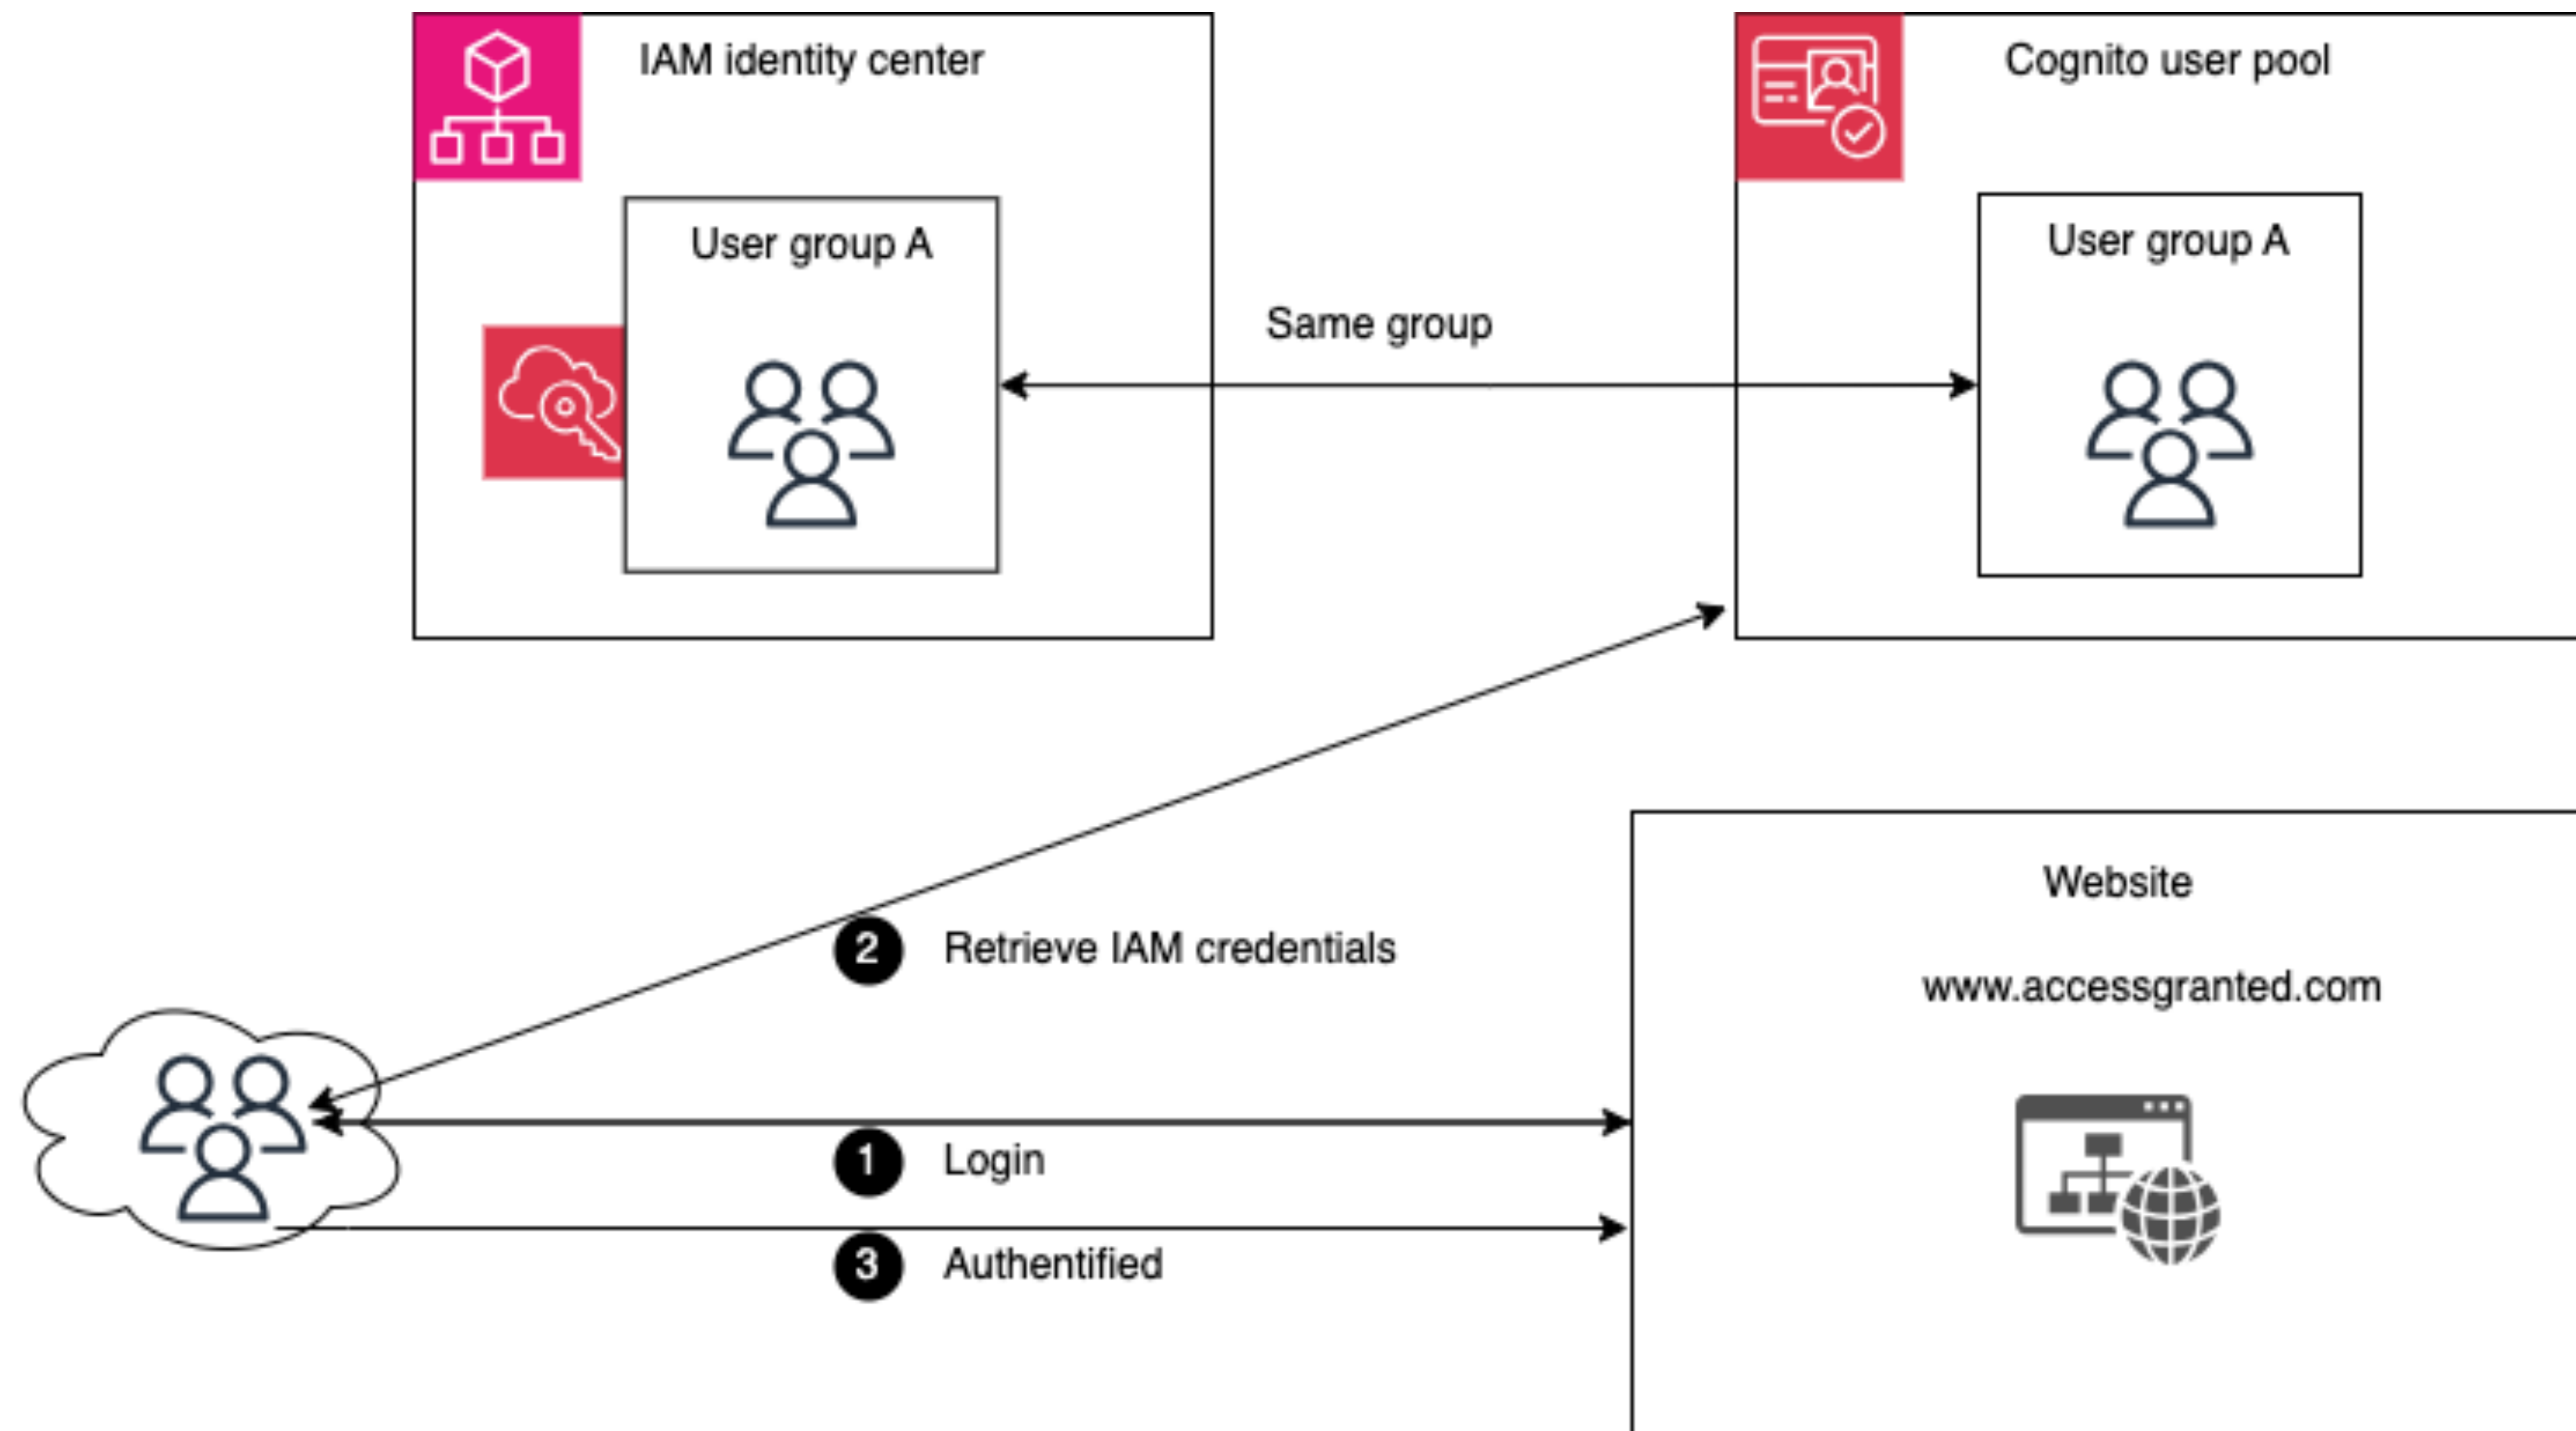 IAM identity center
Cognito user pool
User group A
User group A
Same group
Website
www.accessgranted.com
2 Retrieve IAM credentials
1 Login
3 Authentified